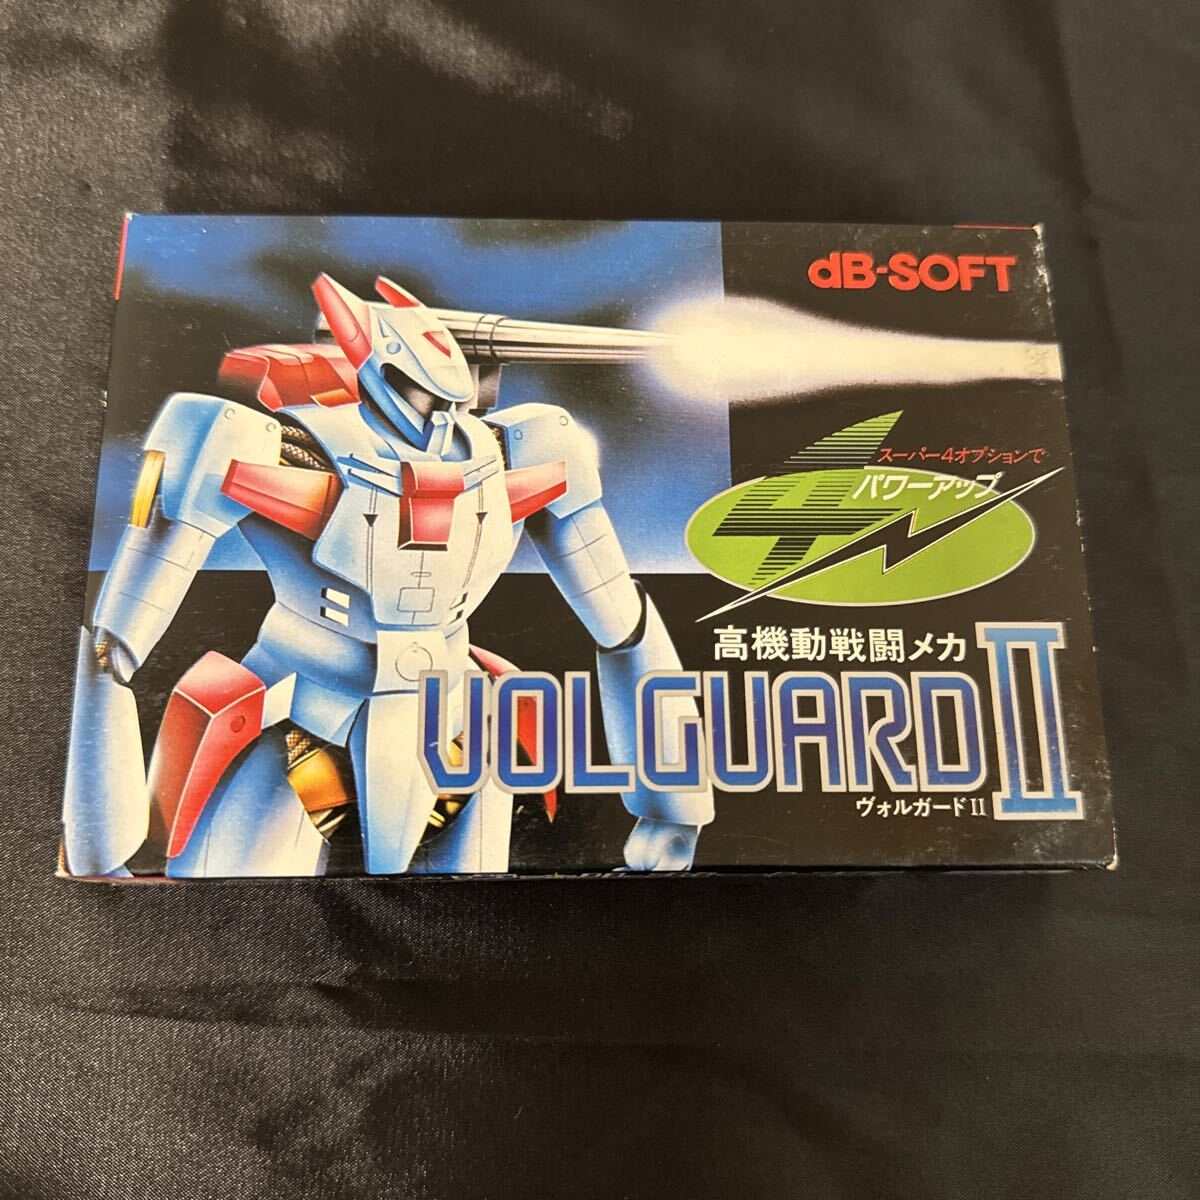 dB-SOFT
スーパー4オプションで
パワーアップ
4
高機動戦闘メカ
VOLGUARD II
ヴォルガードII